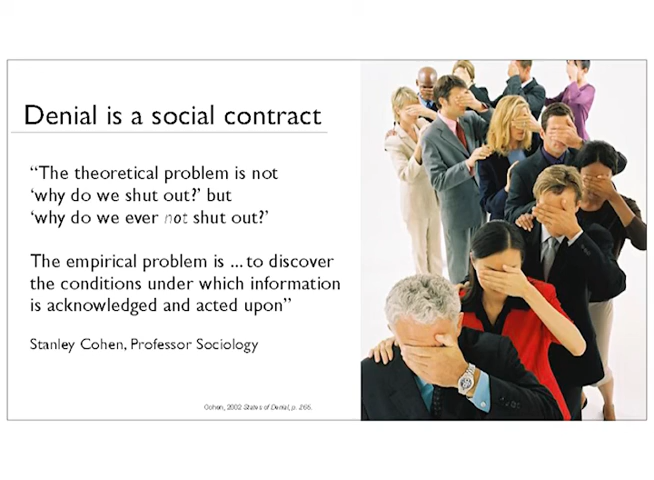 Denial is a social contract
“The theoretical problem is not
‘why do we shut out?’ but
‘why do we ever not shut out?’
The empirical problem is ... to discover
the conditions under which information
is acknowledged and acted upon”
Stanley Cohen, Professor Sociology
Cohen, 2002 States of Denial, p. 265.